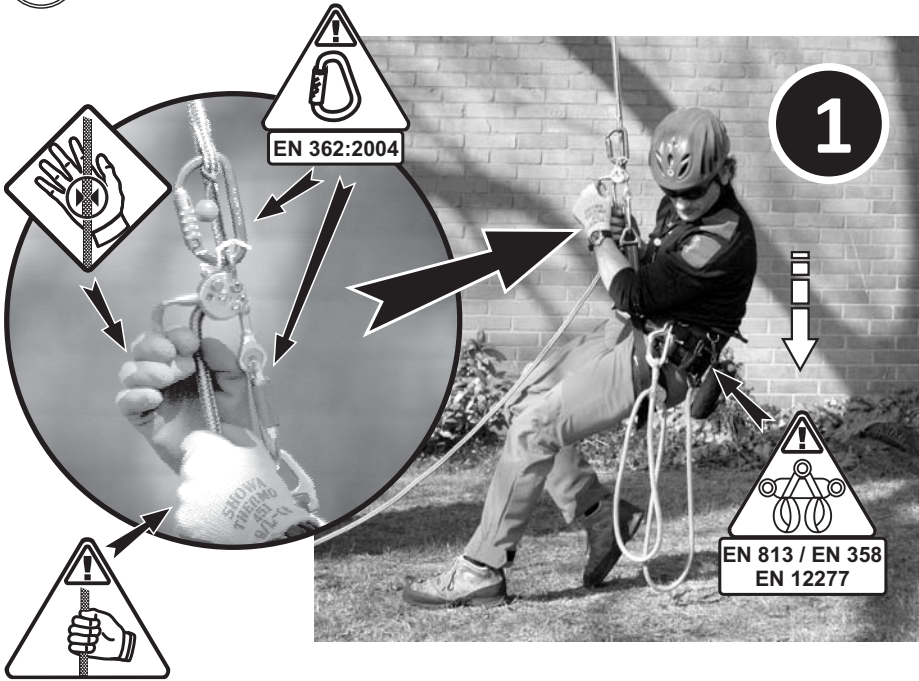 EN 362:2004
1
SHOWA
THERMO
451
EN 813 / EN 358
EN 12277